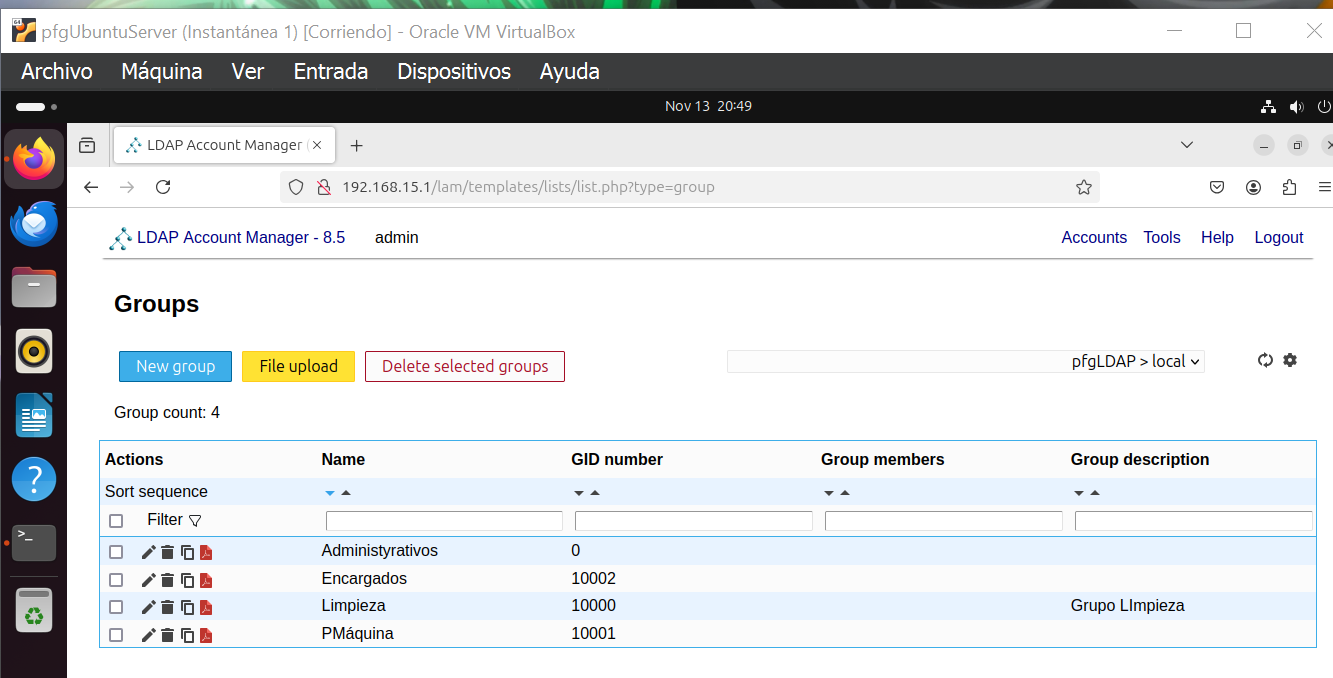 pfgUbuntuServer (Instantánea 1) [Corriendo] - Oracle VM VirtualBox
Archivo Máquina Ver Entrada Dispositivos Ayuda
Nov 13 20:49
LDAP Account Manager
192.168.15.1/lam/templates/lists/list.php?type=group
LDAP Account Manager - 8.5 admin Accounts Tools Help Logout
Groups
New group File upload Delete selected groups pfgLDAP > local
Group count: 4
Actions Name GID number Group members Group description
Sort sequence
Filter
Administyrativos 0
Encargados 10002
Limpieza 10000 Grupo LImpieza
PMáquina 10001